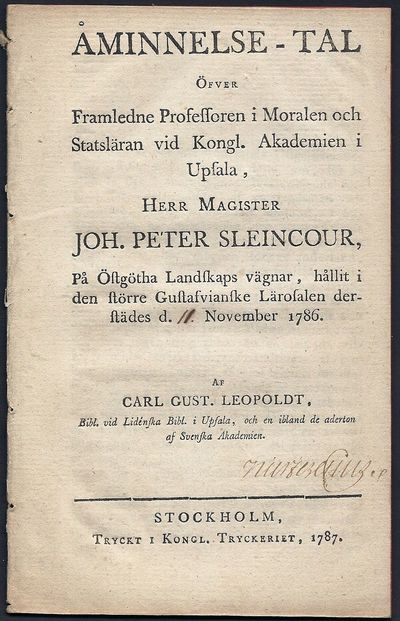 ÅMINNELSE - TAL
ÖFVER
Framledne Profeſſoren i Moralen och
Statsläran vid Kongl. Akademien i
Upſala,
HERR MAGISTER
JOH. PETER SLEINCOUR,
På Öſtgötha Landſkaps vägnar, hållit i
den ſtörre Guſtafvianſke Läroſalen der-
ſtädes d. 11. November 1786.
AF
CARL GUST. LEOPOLDT,
Bibl. vid Lidénſka Bibl. i Upſala, och en ibland de aderton
af Svenſka Akademien.
STOCKHOLM,
TRYCKT I KONGL. TRYCKERIET, 1787.